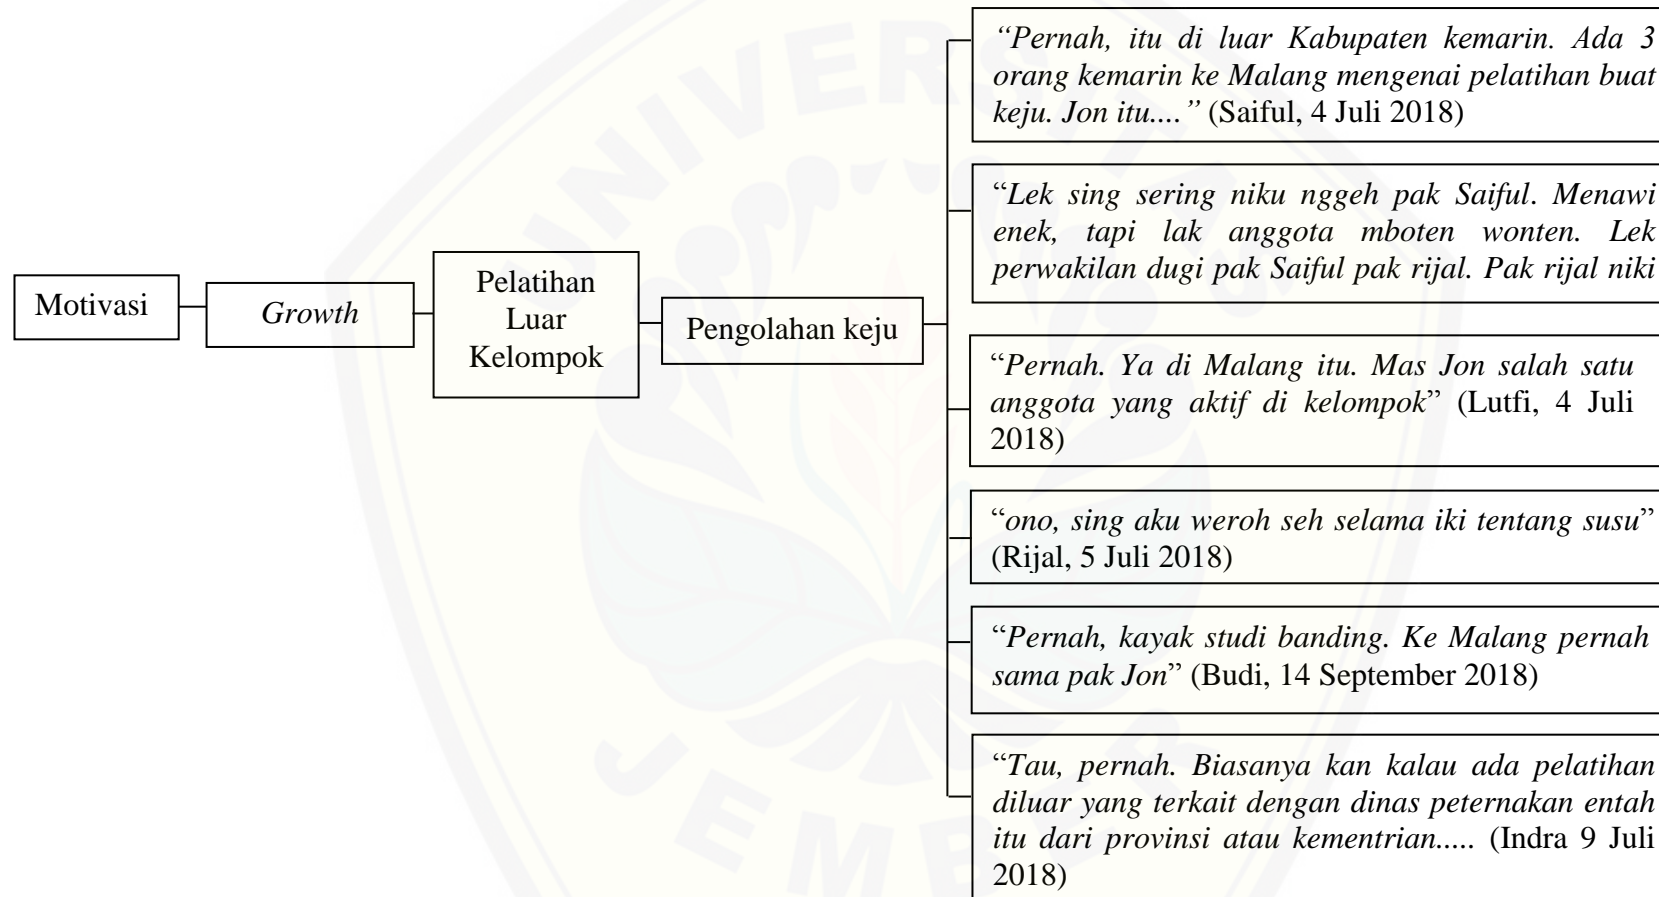 Motivasi
Growth
Pelatihan
Luar
Kelompok
Pengolahan keju
“Pernah, itu di luar Kabupaten kemarin. Ada 3
orang kemarin ke Malang mengenai pelatihan buat
keju. Jon itu....” (Saiful, 4 Juli 2018)
“Lek sing sering niku nggeh pak Saiful. Menawi
enek, tapi lak anggota mboten wonten. Lek
perwakilan dugi pak Saiful pak rijal. Pak rijal niki
“Pernah. Ya di Malang itu. Mas Jon salah satu
anggota yang aktif di kelompok” (Lutfi, 4 Juli
2018)
“ono, sing aku weroh seh selama iki tentang susu”
(Rijal, 5 Juli 2018)
“Pernah, kayak studi banding. Ke Malang pernah
sama pak Jon” (Budi, 14 September 2018)
“Tau, pernah. Biasanya kan kalau ada pelatihan
diluar yang terkait dengan dinas peternakan entah
itu dari provinsi atau kementrian..... (Indra 9 Juli
2018)
UNIVERSITAS
JEMBER